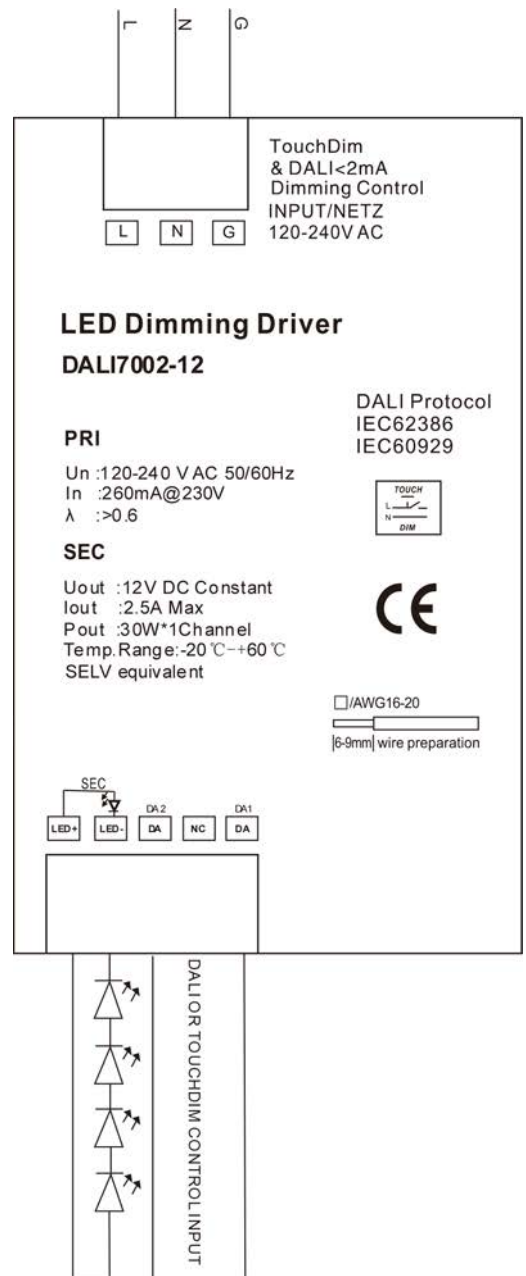 L N G
TouchDim
& DALI<2mA
Dimming Control
INPUT/NETZ
120-240V AC
L N G
LED Dimming Driver
DALI7002-12
DALI Protocol
IEC62386
IEC60929
PRI
Un :120-240 V AC 50/60Hz
In :260mA@230V
λ :>0.6
TOUCH
L
N
DIM
SEC
Uout :12V DC Constant
Iout :2.5A Max
Pout :30W*1Channel
Temp.Range:-20℃-+60℃
SELV equivalent
CE
□/AWG16-20
6-9mm wire preparation
SEC
DA2 DA1
LED+ LED- DA NC DA
DALI OR TOUCHDIM CONTROL INPUT